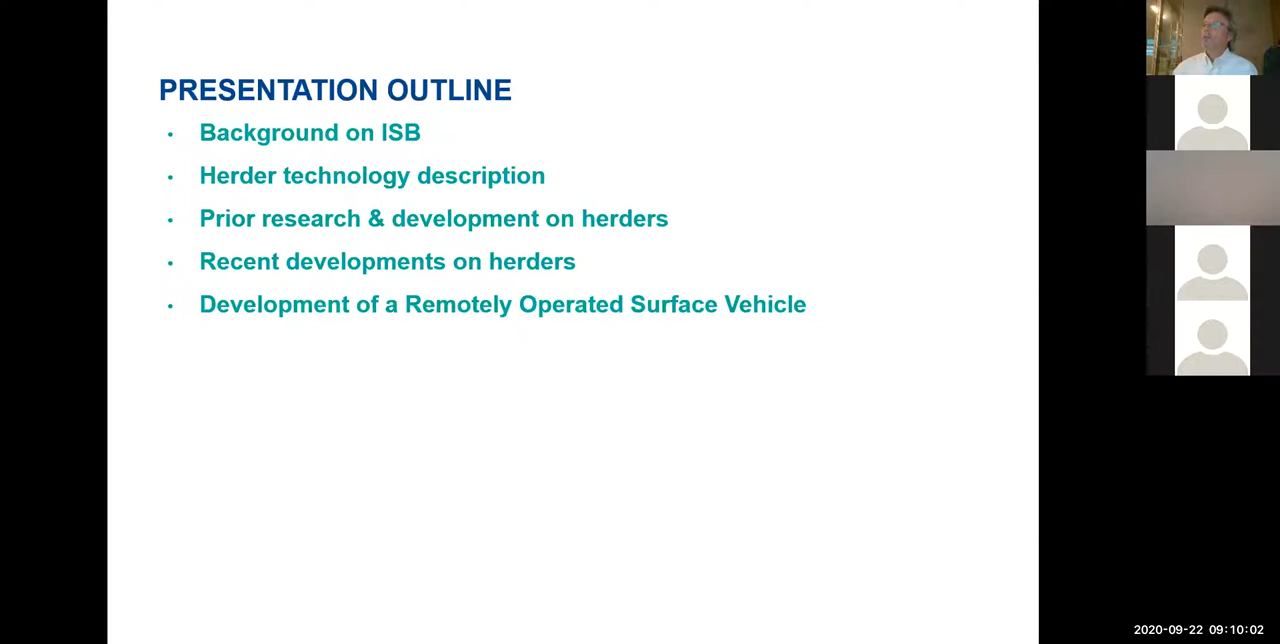 PRESENTATION OUTLINE
• Background on ISB
• Herder technology description
• Prior research & development on herders
• Recent developments on herders
• Development of a Remotely Operated Surface Vehicle
2020-09-22 09:10:02